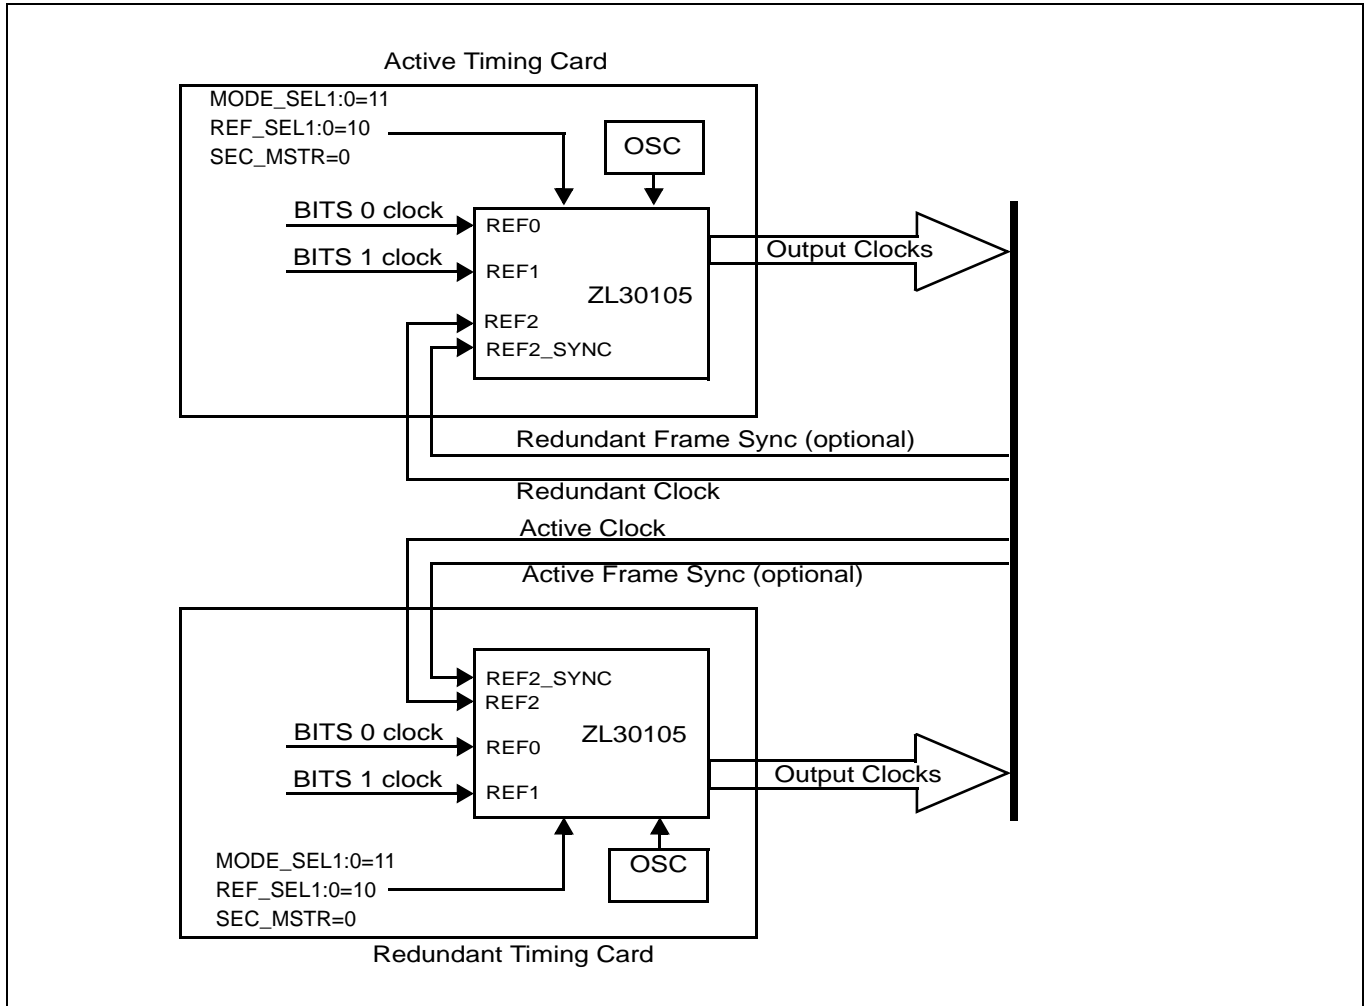 Active Timing Card
MODE_SEL1:0=11
REF_SEL1:0=10
SEC_MSTR=0
OSC
BITS 0 clock
REF0
BITS 1 clock
REF1
ZL30105
REF2
REF2_SYNC
Output Clocks
Redundant Frame Sync (optional)
Redundant Clock
Active Clock
Active Frame Sync (optional)
REF2_SYNC
REF2
BITS 0 clock
REF0
ZL30105
BITS 1 clock
REF1
Output Clocks
MODE_SEL1:0=11
REF_SEL1:0=10
SEC_MSTR=0
OSC
Redundant Timing Card